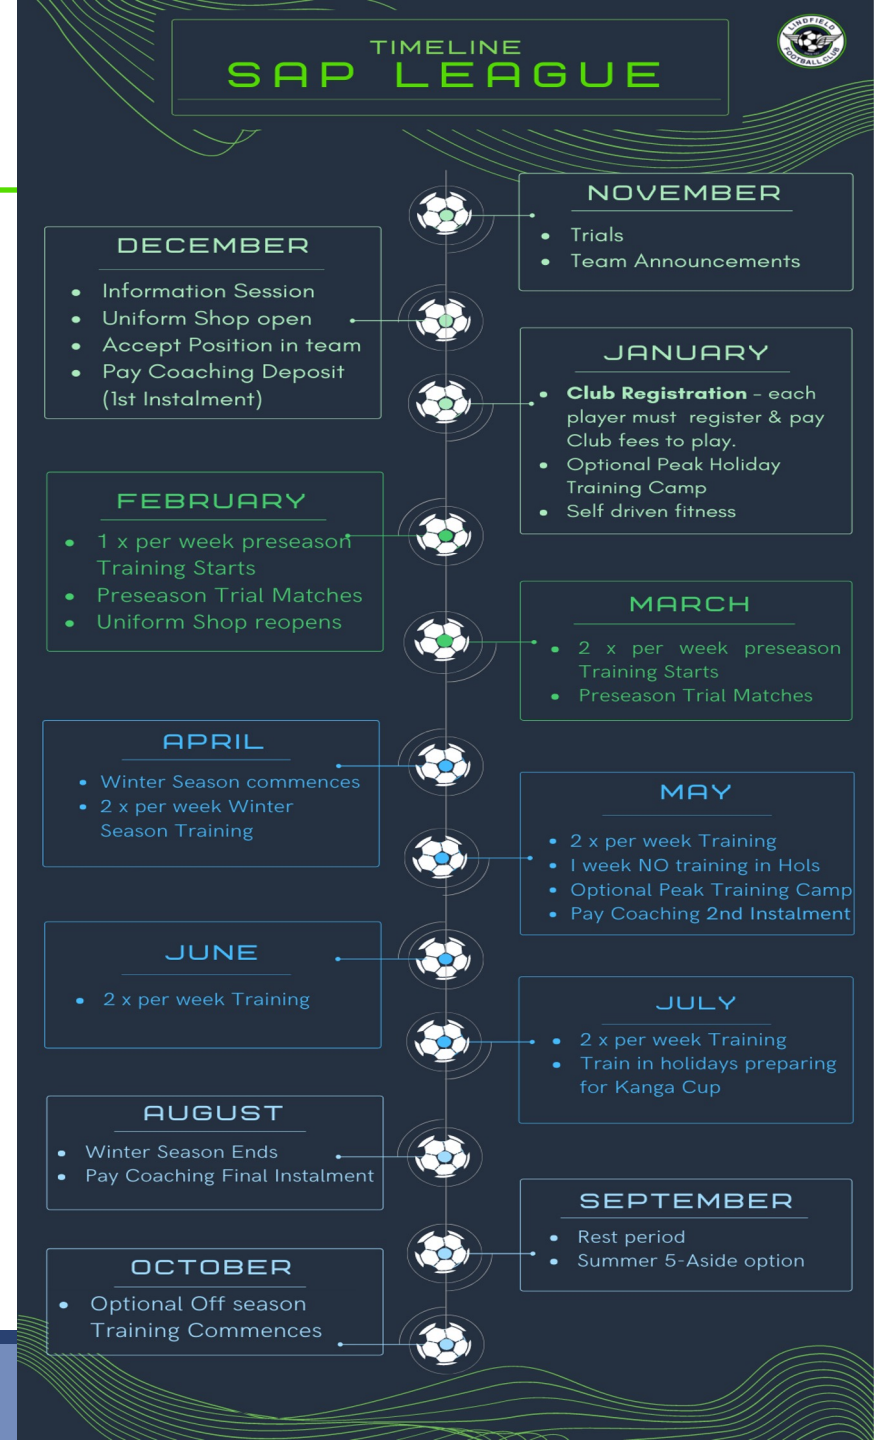 TIMELINE
SAP LEAGUE
LINDFIELD
FOOTBALL CLUB
NOVEMBER
• Trials
• Team Announcements
DECEMBER
• Information Session
• Uniform Shop open
• Accept Position in team
• Pay Coaching Deposit
(1st Instalment)
JANUARY
• Club Registration – each
player must register & pay
Club fees to play.
• Optional Peak Holiday
Training Camp
• Self driven fitness
FEBRUARY
• 1 x per week preseason
Training Starts
• Preseason Trial Matches
• Uniform Shop reopens
MARCH
• 2 x per week preseason
Training Starts
• Preseason Trial Matches
APRIL
• Winter Season commences
• 2 x per week Winter
Season Training
MAY
• 2 x per week Training
• 1 week NO training in Hols
• Optional Peak Training Camp
• Pay Coaching 2nd Instalment
JUNE
• 2 x per week Training
JULY
• 2 x per week Training
• Train in holidays preparing
for Kanga Cup
AUGUST
• Winter Season Ends
• Pay Coaching Final Instalment
SEPTEMBER
• Rest period
• Summer 5-Aside option
OCTOBER
• Optional Off season
Training Commences